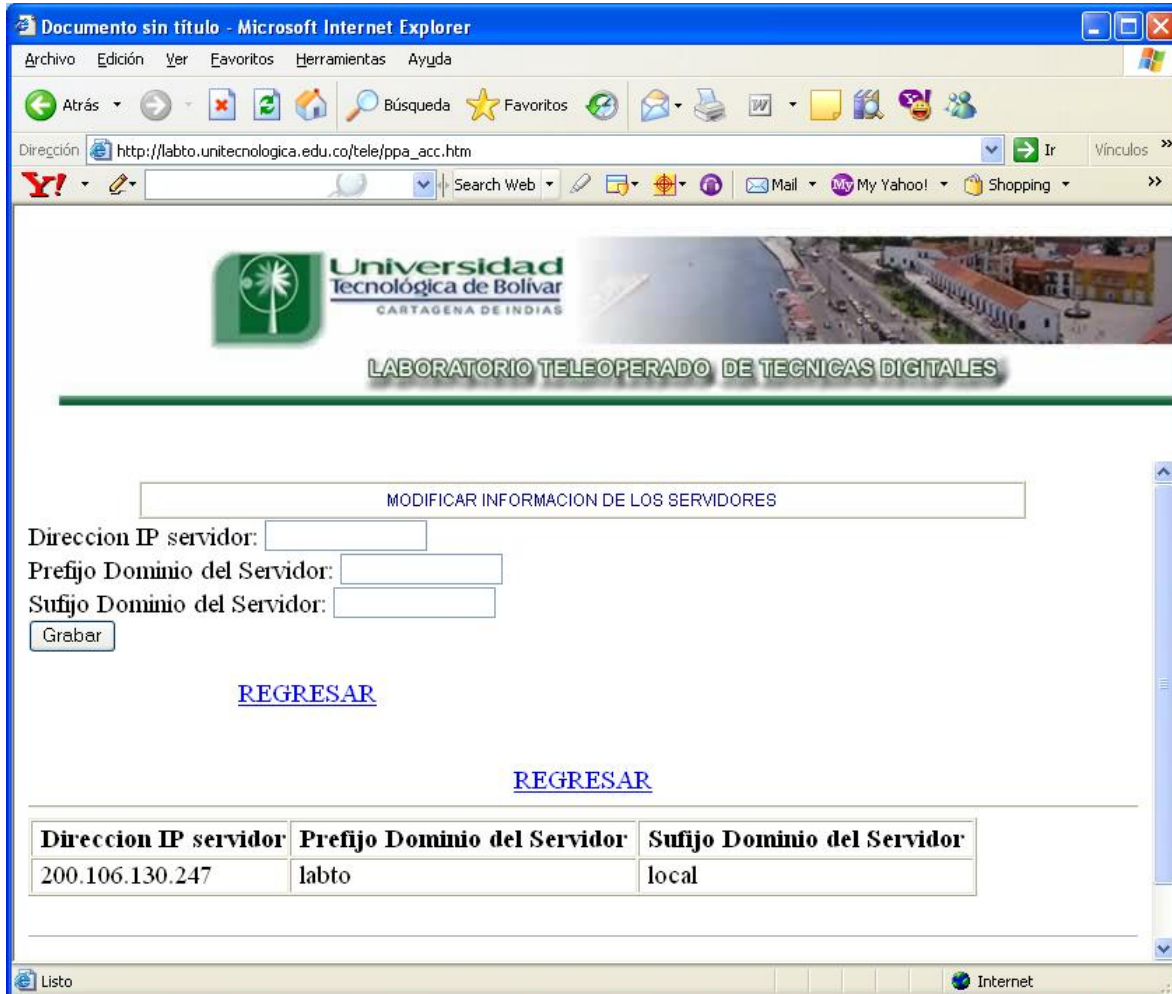 Documento sin título - Microsoft Internet Explorer
Archivo Edición Ver Favoritos Herramientas Ayuda
Atrás Búsqueda Favoritos
Dirección http://labto.unitecnologica.edu.co/tele/ppa_acc.htm Ir Vínculos »
Y! Search Web Mail My My Yahoo! Shopping »
Universidad
Tecnológica de Bolívar
CARTAGENA DE INDIAS
LABORATORIO TELEOPERADO DE TECNICAS DIGITALES
MODIFICAR INFORMACION DE LOS SERVIDORES
Direccion IP servidor:
Prefijo Dominio del Servidor:
Sufijo Dominio del Servidor:
Grabar
REGRESAR
REGRESAR
Direccion IP servidor Prefijo Dominio del Servidor Sufijo Dominio del Servidor
200.106.130.247 labto local
Listo Internet